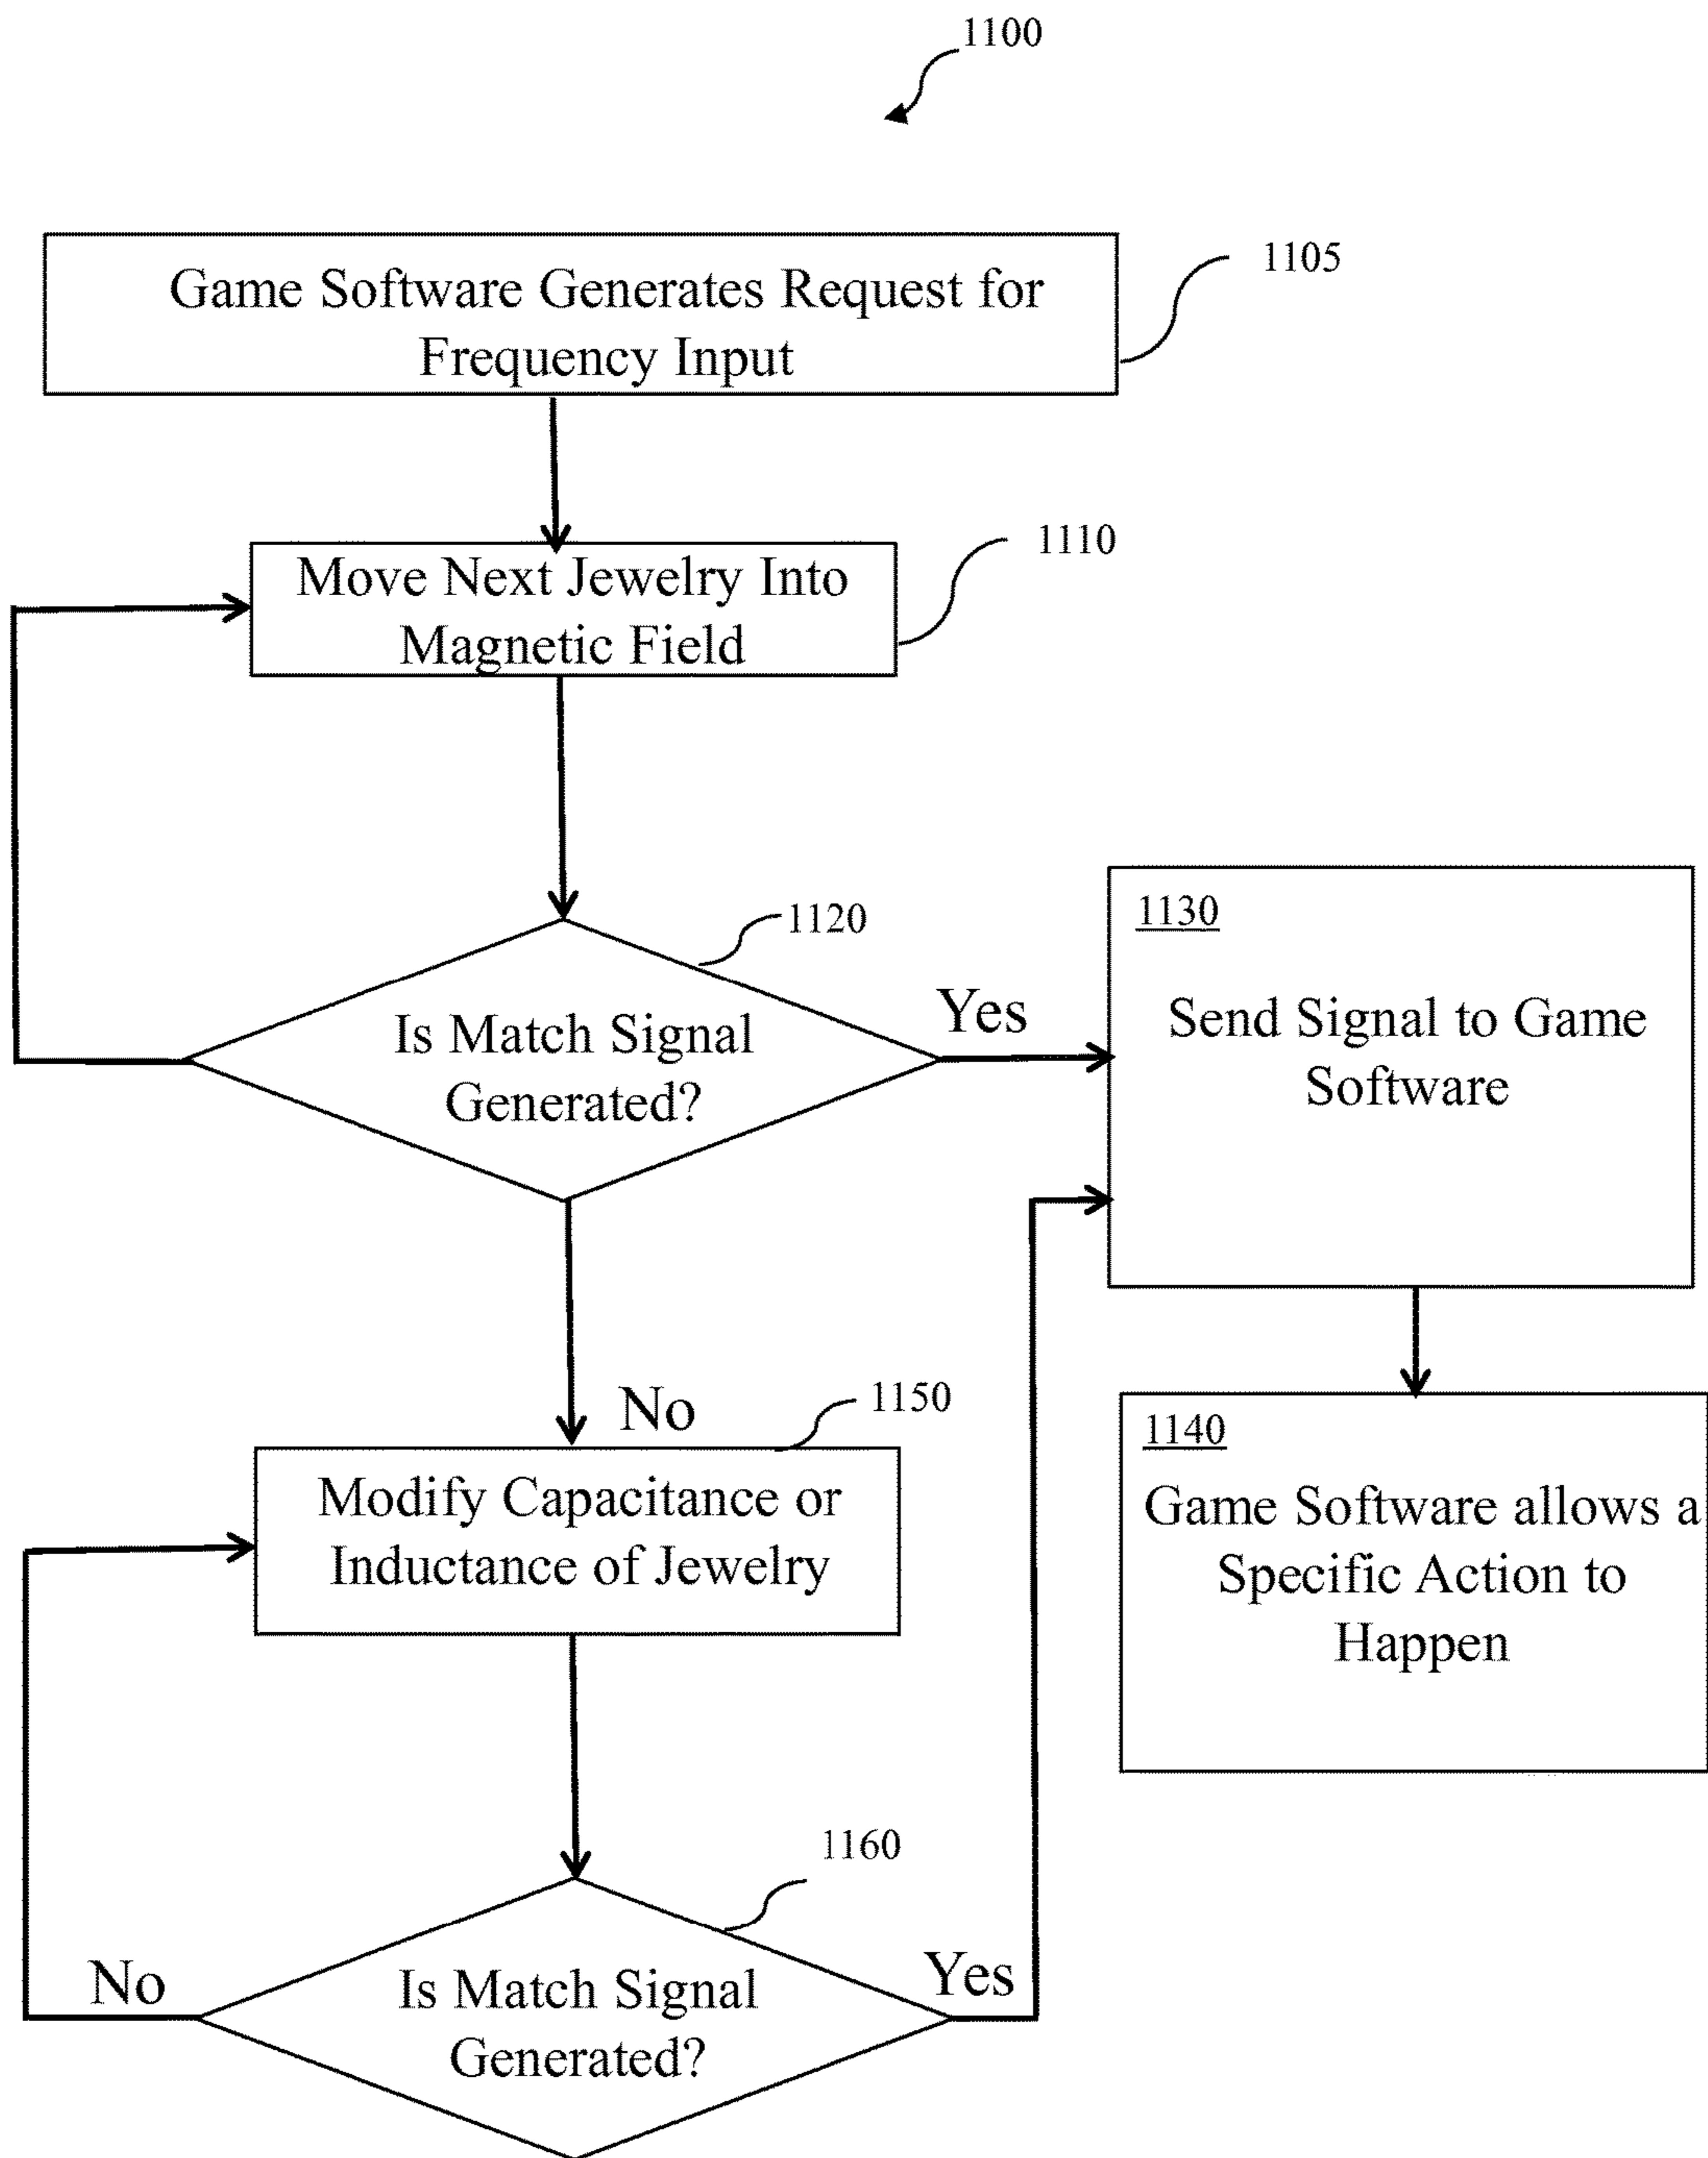 1100
Game Software Generates Request for
Frequency Input
1105
Move Next Jewelry Into
Magnetic Field
1110
1120
Is Match Signal
Generated?
Yes
1130
Send Signal to Game
Software
No
1150
Modify Capacitance or
Inductance of Jewelry
1140
Game Software allows a
Specific Action to
Happen
1160
No
Is Match Signal
Generated?
Yes